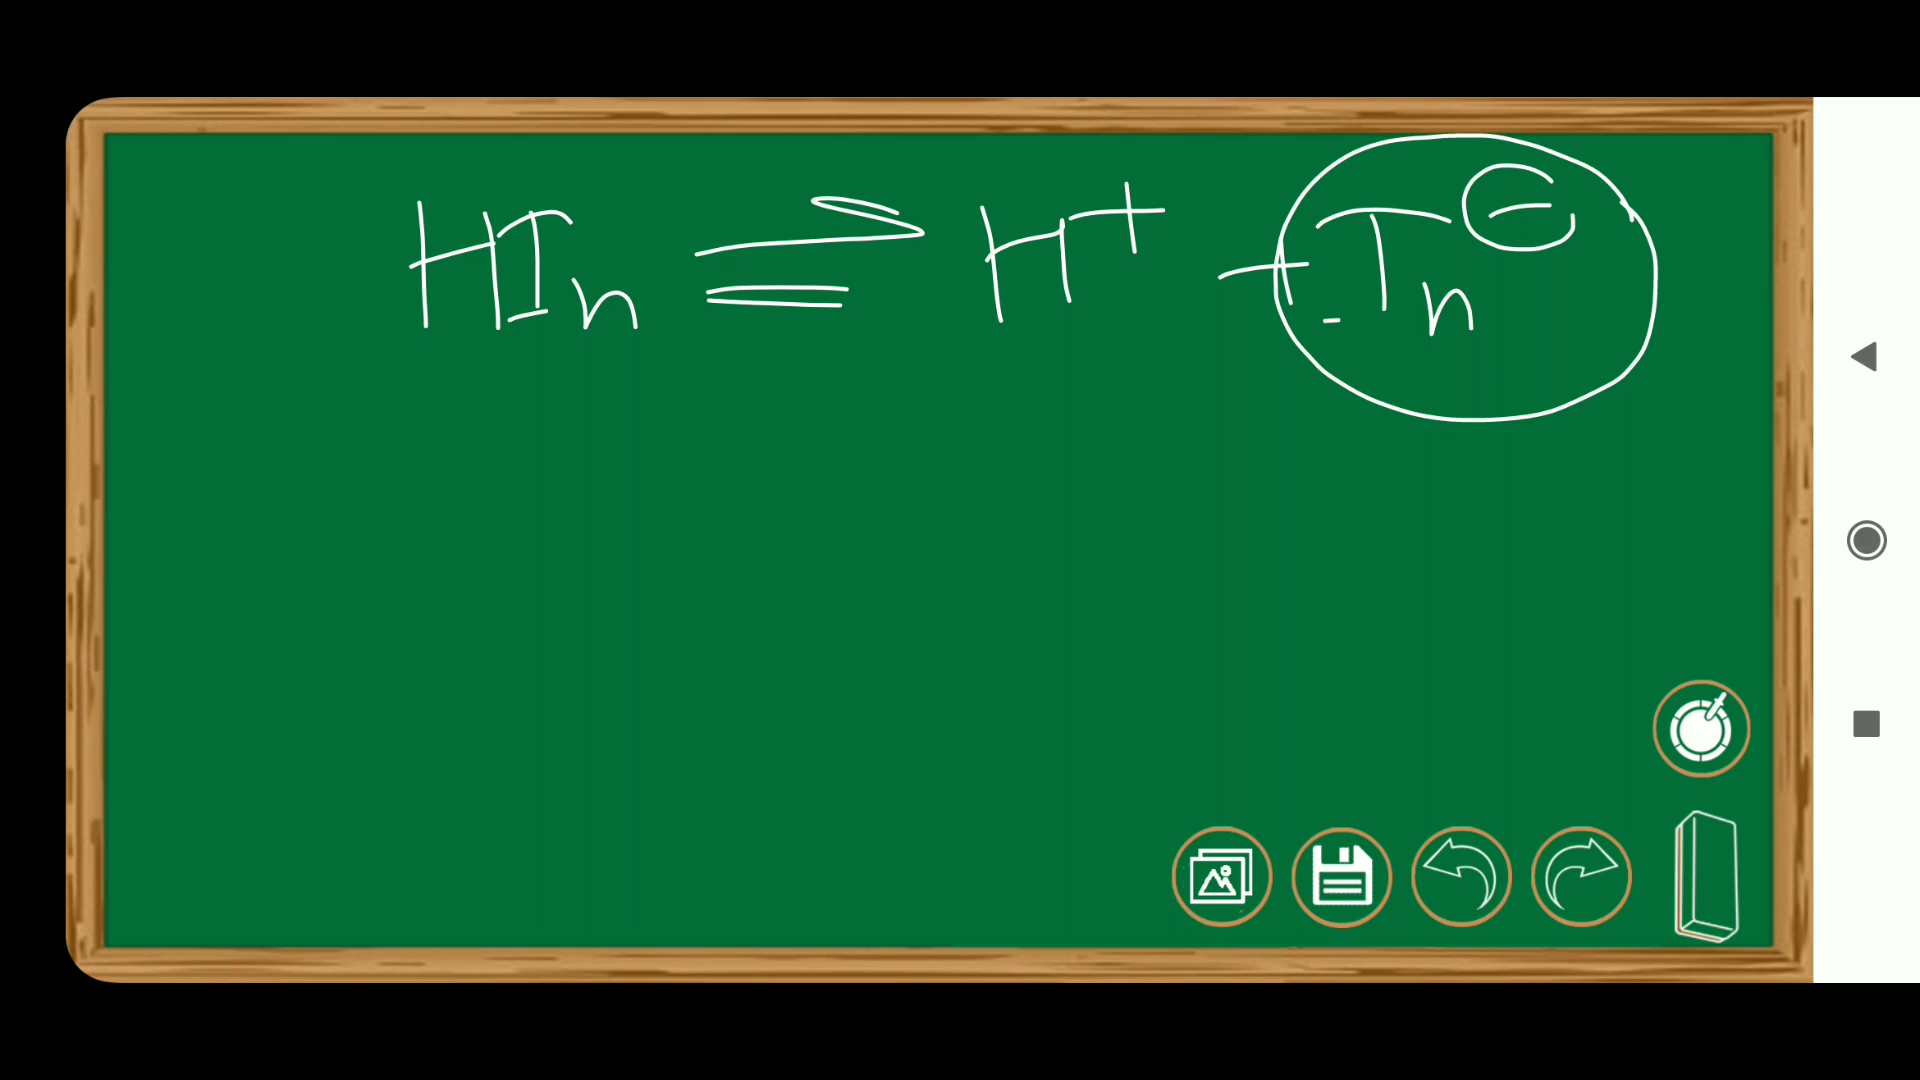 HIn ⇌ H⁺ + In⁻